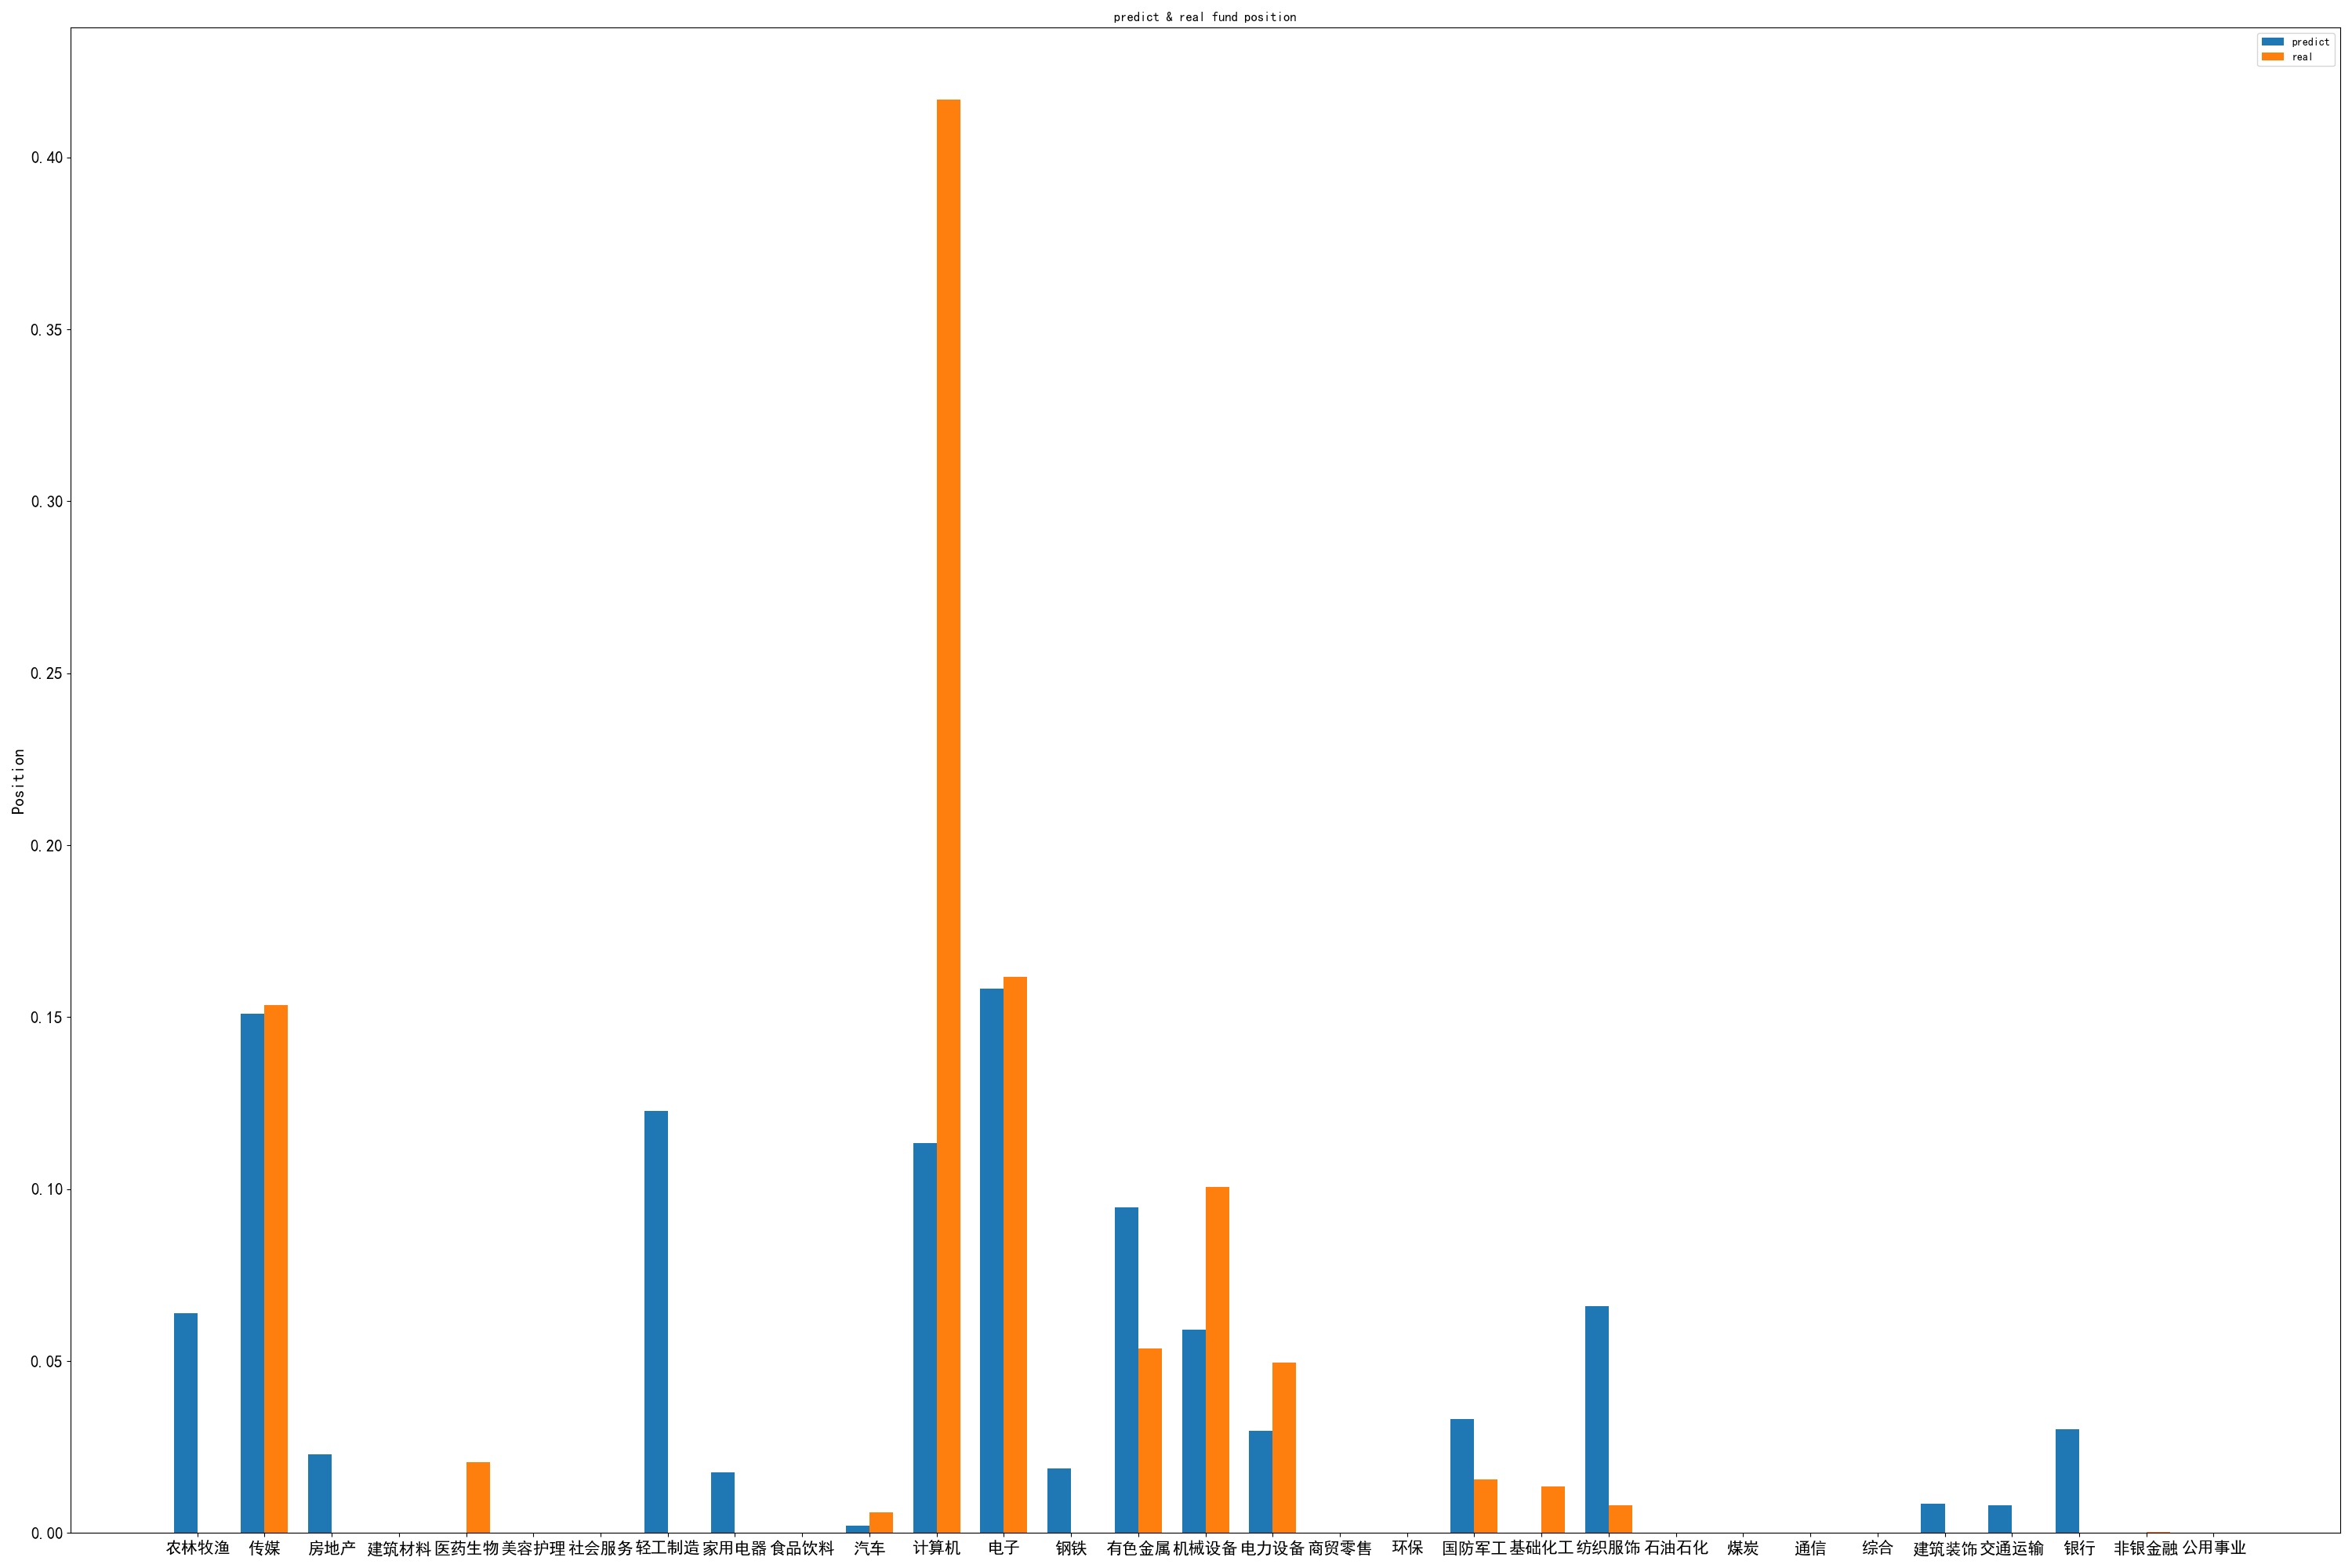 predict & real fund position
predict
real
0.40
0.35
0.30
0.25
0.20
0.15
0.10
0.05
0.00
Position
农林牧渔 传媒 房地产 建筑材料 医药生物 美容护理 社会服务 轻工制造 家用电器 食品饮料 汽车 计算机 电子 钢铁 有色金属 机械设备 电力设备 商贸零售 环保 国防军工 基础化工 纺织服饰 石油石化 煤炭 通信 综合 建筑装饰 交通运输 银行 非银金融 公用事业